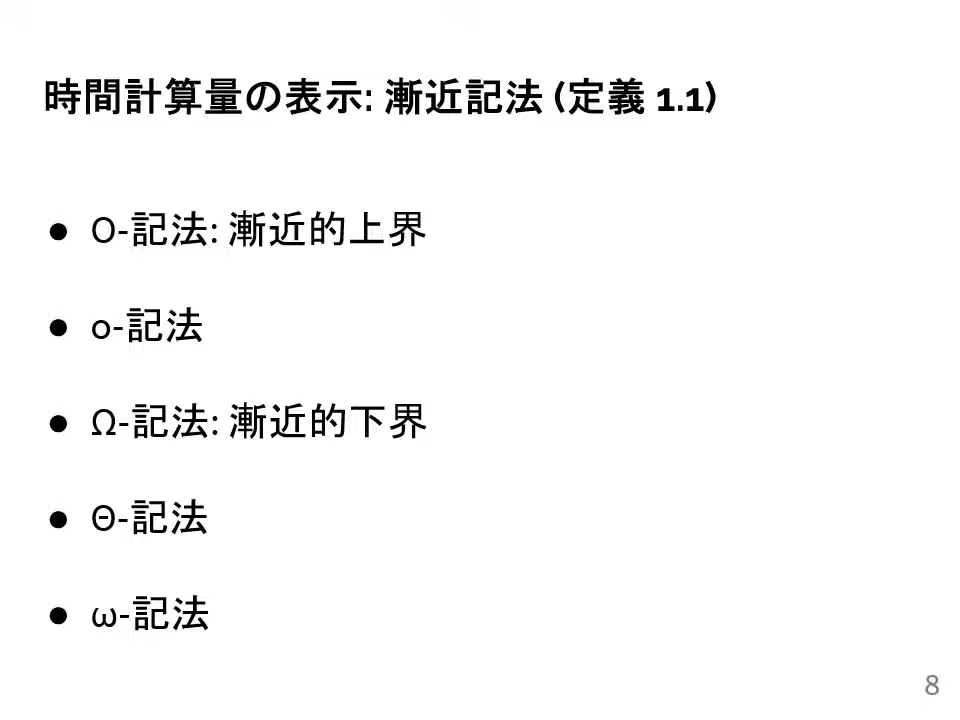 時間計算量の表示: 漸近記法 (定義 1.1)
● O-記法: 漸近的上界
● o-記法
● Ω-記法: 漸近的下界
● Θ-記法
● ω-記法
8